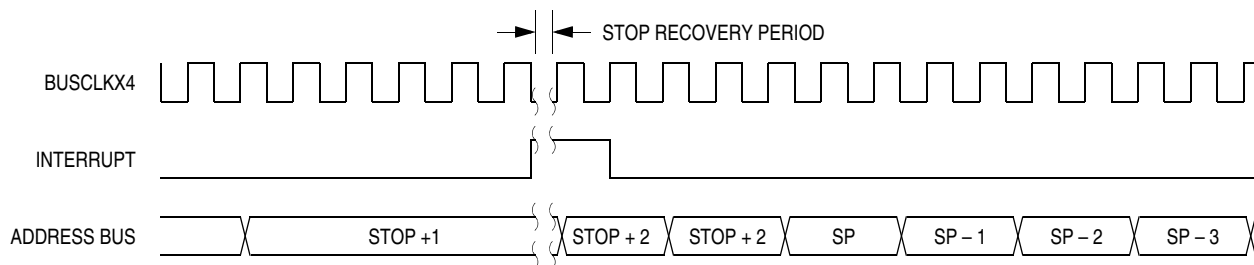 STOP RECOVERY PERIOD
BUSCLKX4
INTERRUPT
ADDRESS BUS STOP +1 STOP + 2 STOP + 2 SP SP – 1 SP – 2 SP – 3